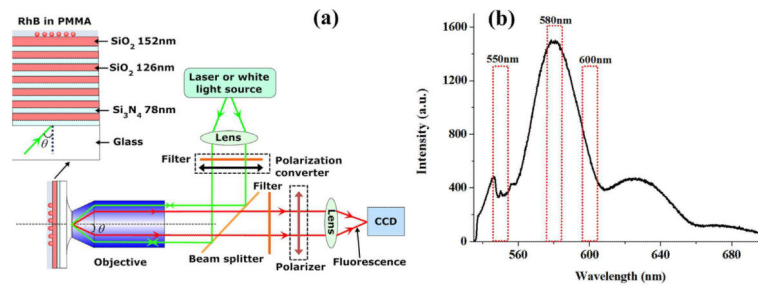 (a)
RhB in PMMA
SiO2 152nm
SiO2 126nm
Si3N4 78nm
Glass
θ
Laser or white
light source
Lens
Filter
Polarization
converter
Filter
θ
Objective
Beam splitter
Polarizer
Lens
CCD
Fluorescence
(b)
580nm
550nm
600nm
1600
1200
800
400
0
Intensity (a.u.)
560
600
640
680
Wavelength (nm)